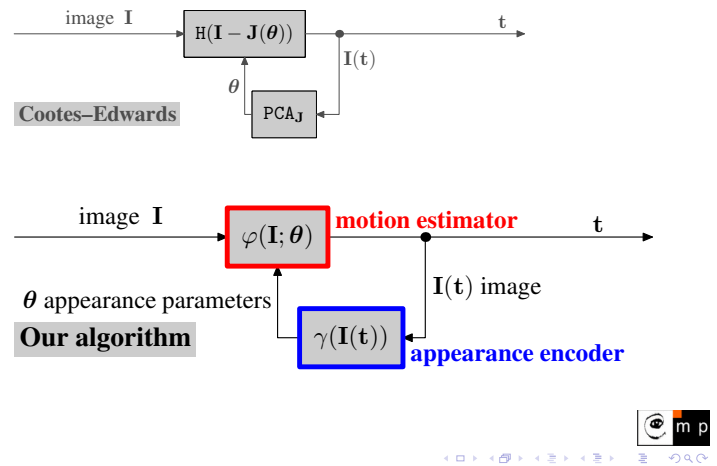 image I
H(I − J(θ))
t
I(t)
θ
PCA_J
Cootes–Edwards
image I
φ(I; θ)
motion estimator
t
I(t) image
θ appearance parameters
γ(I(t))
Our algorithm
appearance encoder
m p